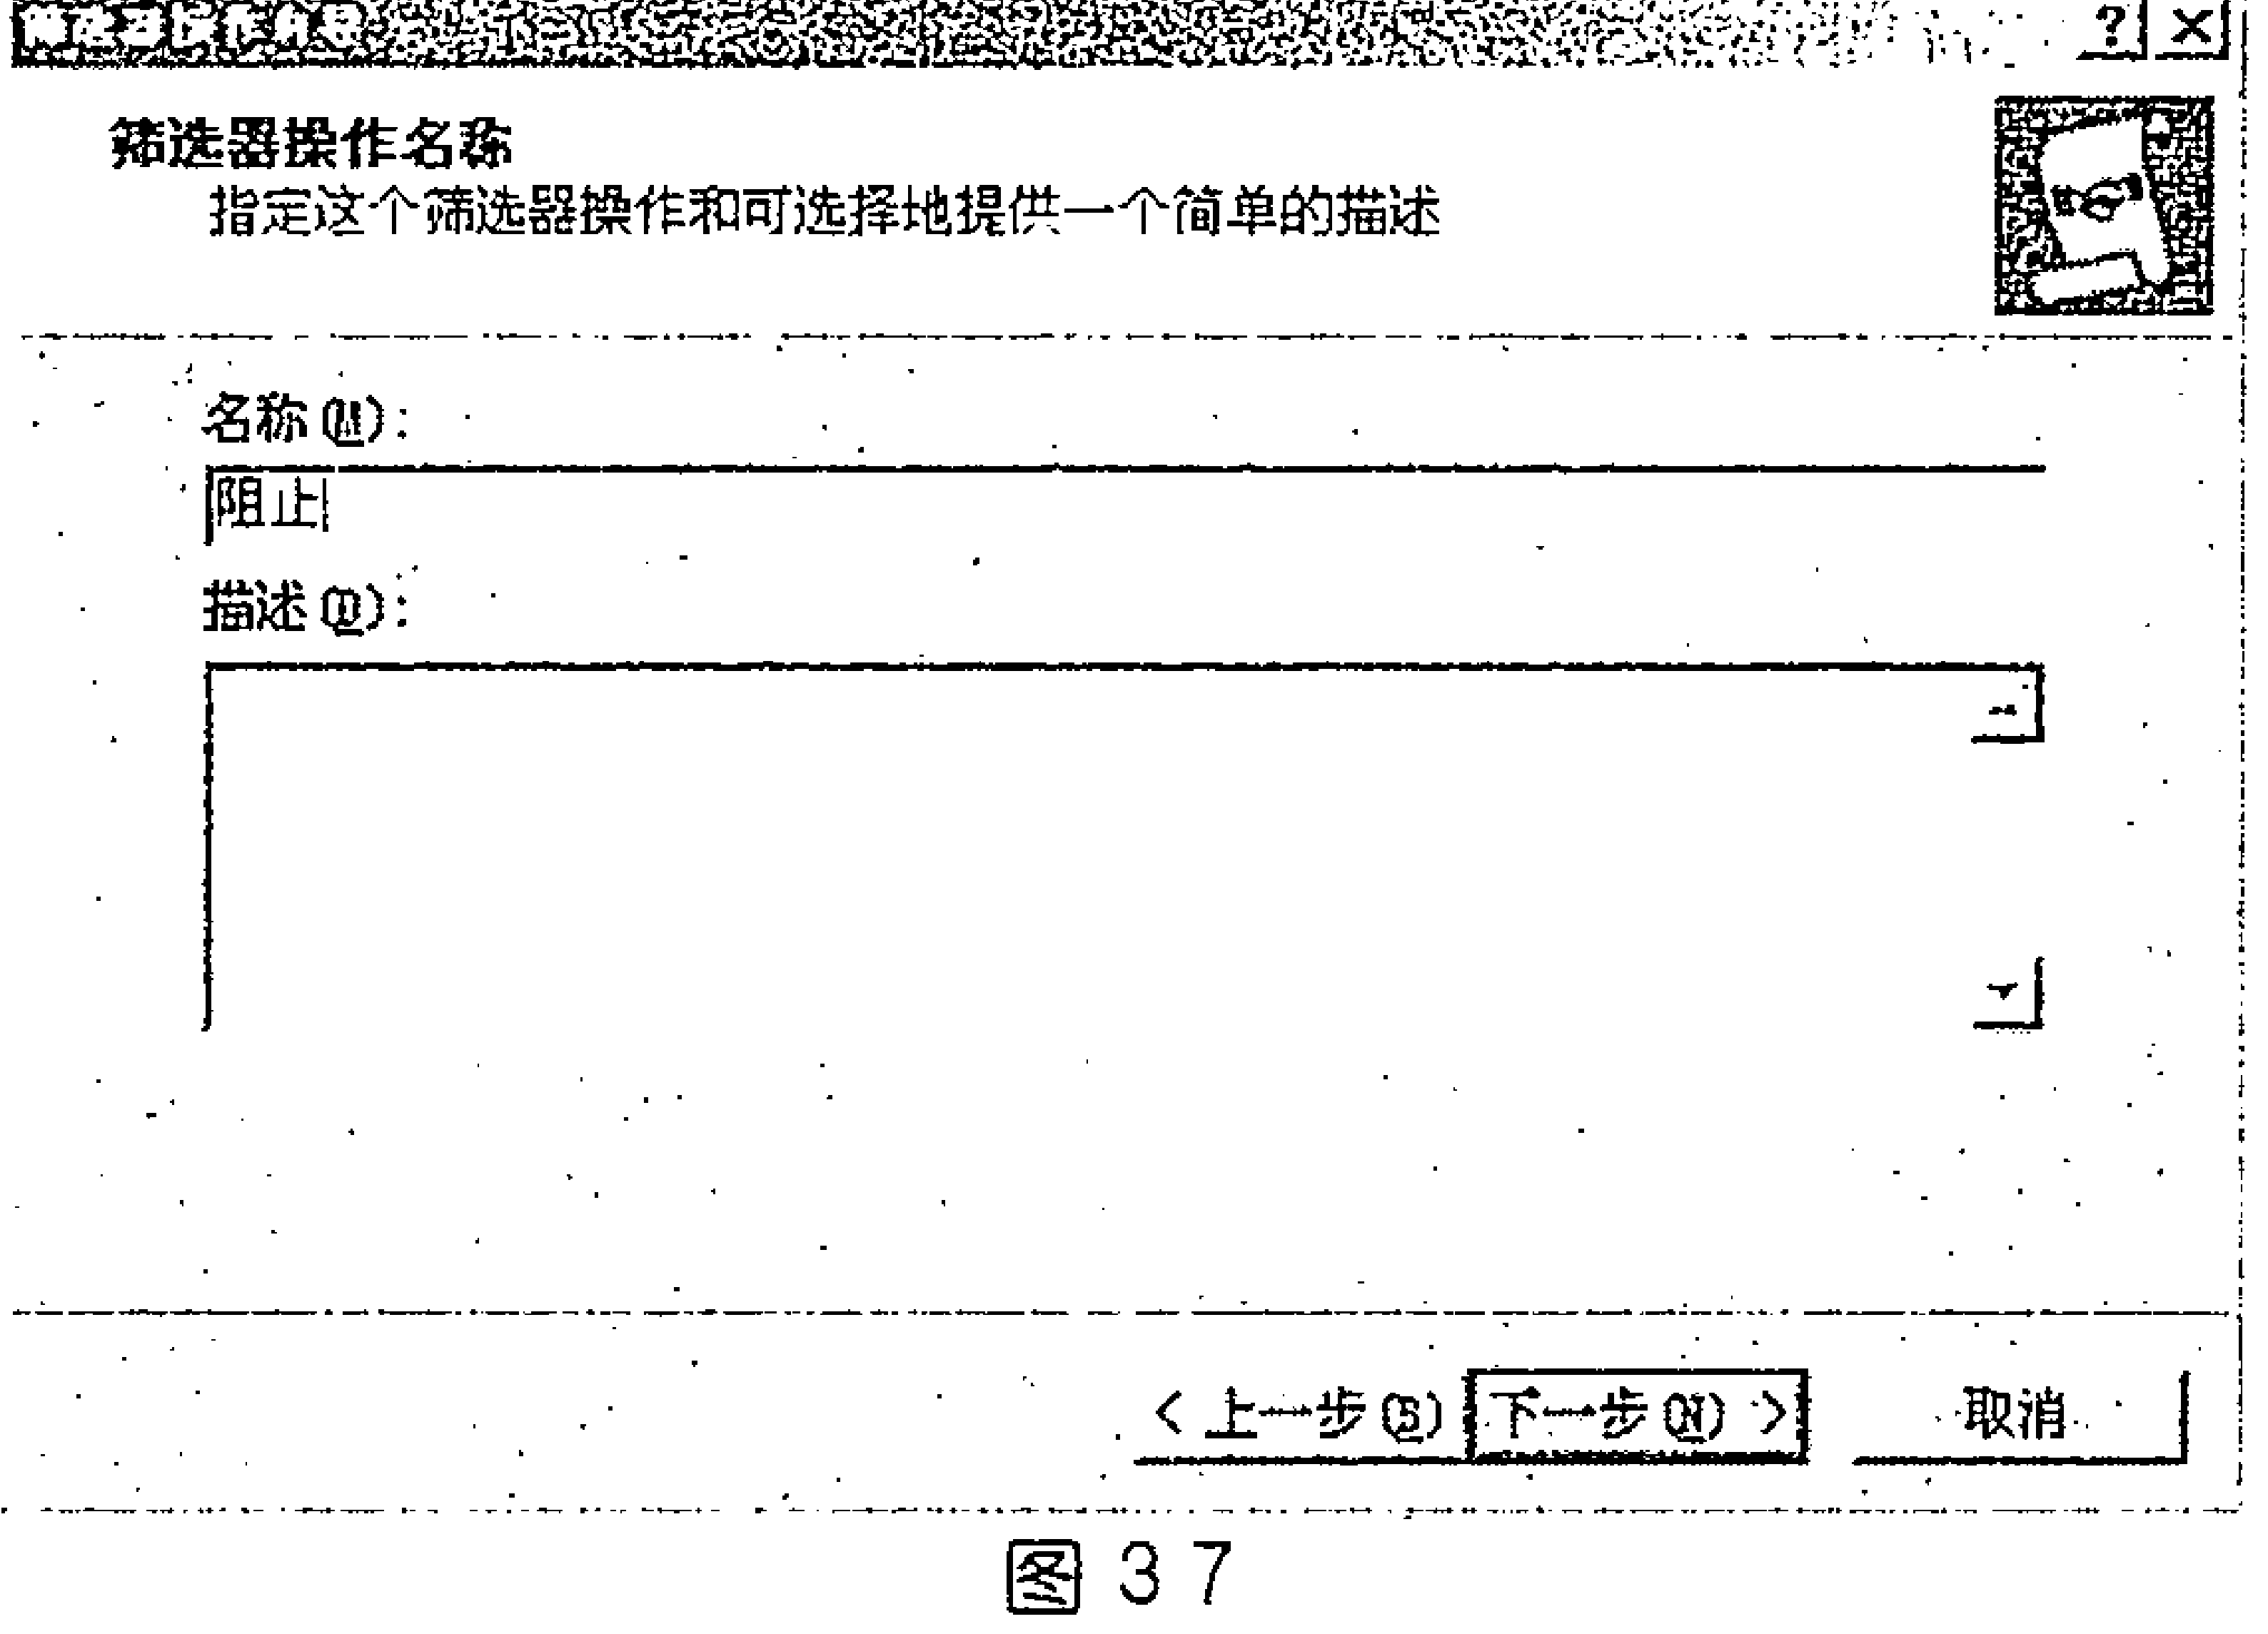 筛选器操作名称
指定这个筛选器操作和可选择地提供一个简单的描述
名称(M):
阻止
描述(D):
< 上一步(B) 下一步(N) > 取消
图37